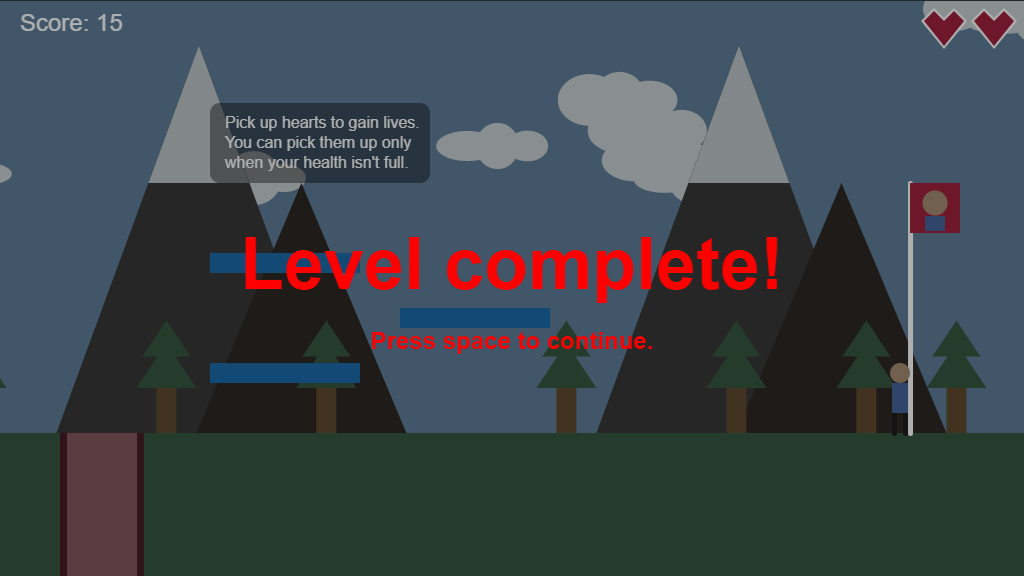 Score: 15
Pick up hearts to gain lives.
You can pick them up only
when your health isn't full.
Level complete!
Press space to continue.